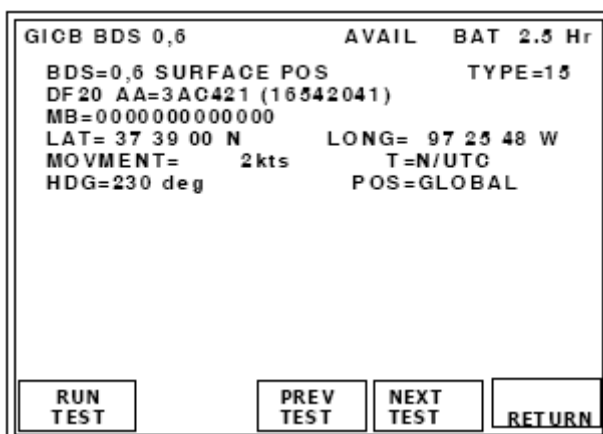 GICB BDS 0,6 AVAIL BAT 2.5 Hr
BDS=0,6 SURFACE POS TYPE=15
DF20 AA=3AC421 (16542041)
MB=00000000000000
LAT= 37 39 00 N LONG= 97 25 48 W
MOVMENT= 2kts T=N/UTC
HDG=230 deg POS=GLOBAL
RUN TEST
PREV TEST
NEXT TEST
RETURN